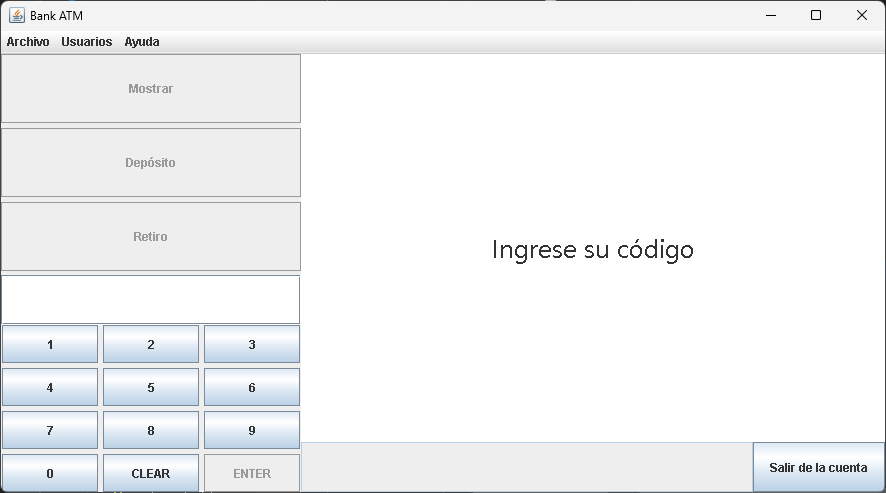 Bank ATM
Archivo Usuarios Ayuda
Mostrar
Depósito
Retiro
Ingrese su código
1 2 3
4 5 6
7 8 9
0 CLEAR ENTER
Salir de la cuenta